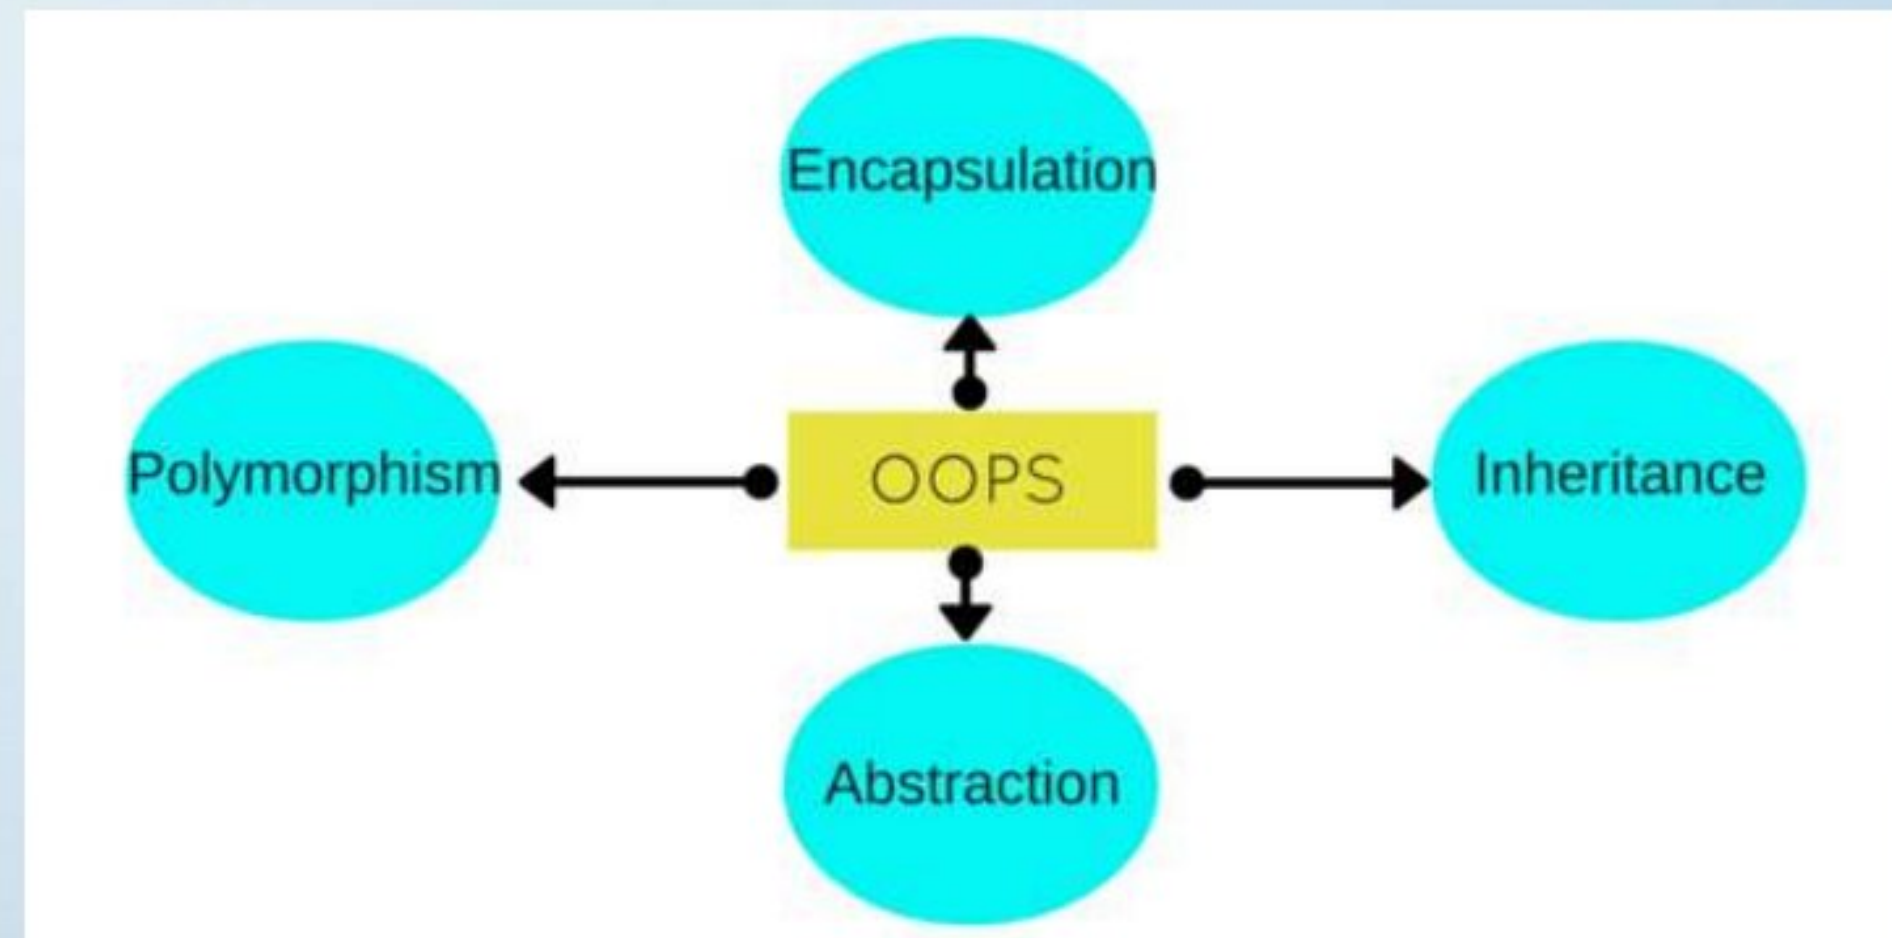 Encapsulation
Polymorphism
OOPS
Inheritance
Abstraction